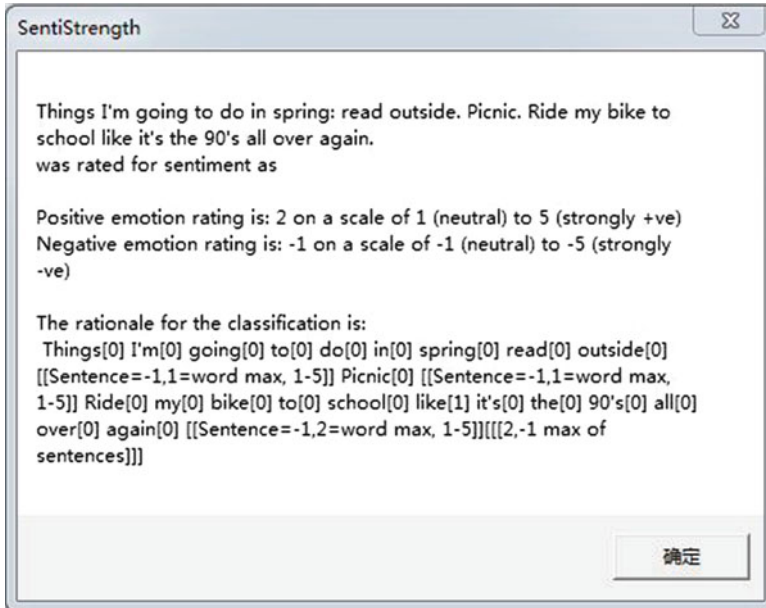 SentiStrength
Things I'm going to do in spring: read outside. Picnic. Ride my bike to
school like it's the 90's all over again.
was rated for sentiment as
Positive emotion rating is: 2 on a scale of 1 (neutral) to 5 (strongly +ve)
Negative emotion rating is: -1 on a scale of -1 (neutral) to -5 (strongly
-ve)
The rationale for the classification is:
Things[0] I'm[0] going[0] to[0] do[0] in[0] spring[0] read[0] outside[0]
[[Sentence=-1,1=word max, 1-5]] Picnic[0] [[Sentence=-1,1=word max,
1-5]] Ride[0] my[0] bike[0] to[0] school[0] like[1] it's[0] the[0] 90's[0] all[0]
over[0] again[0] [[Sentence=-1,2=word max, 1-5]][[[2,-1 max of
sentences]]]
确定